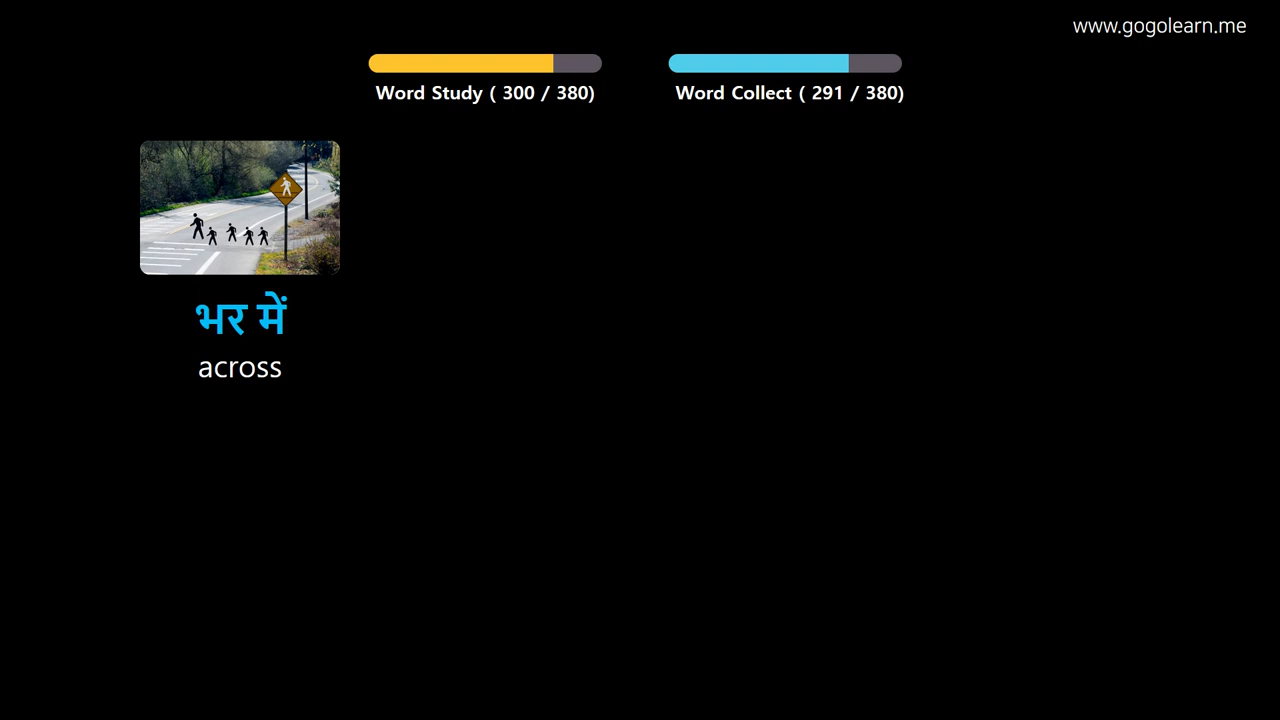 www.gogolearn.me
Word Study ( 300 / 380)
Word Collect ( 291 / 380)
भर में
across